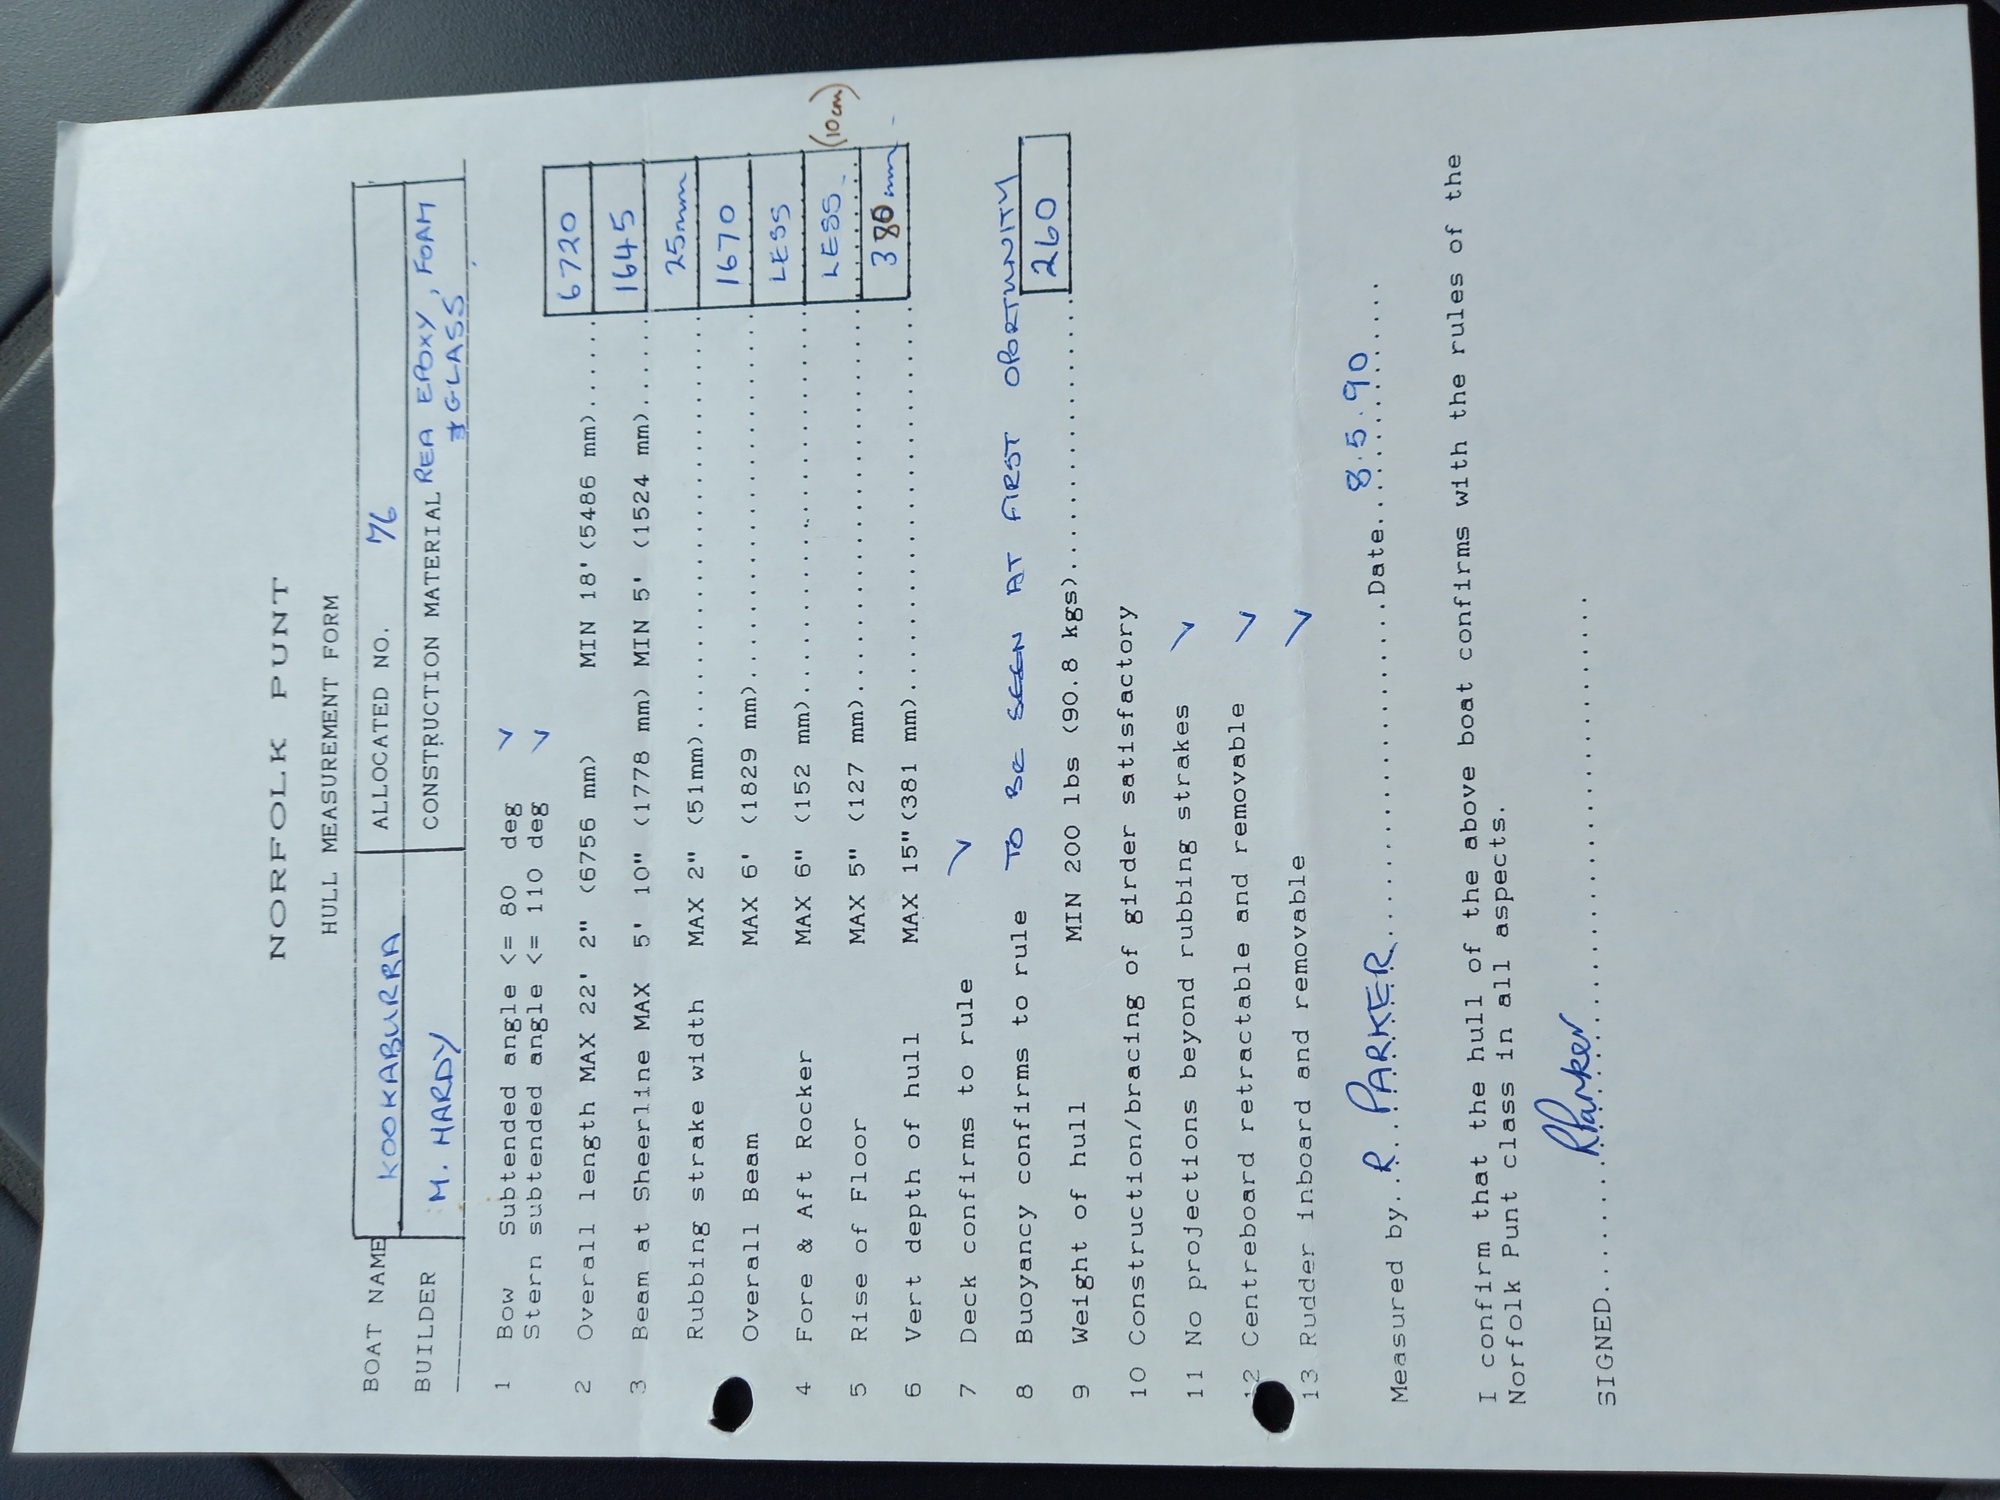 NORFOLK PUNT
HULL MEASUREMENT FORM
BOAT NAME KOOKABURRA ALLOCATED NO. 76
BUILDER M. HARDY CONSTRUCTION MATERIAL REA EPOXY, FOAM
+ GLASS
1 Bow Subtended angle <= 80 deg ✓
Stern subtended angle <= 110 deg ✓
2 Overall length MAX 22' 2" (6756 mm) MIN 18' (5486 mm)...... 6720
3 Beam at Sheerline MAX 5' 10" (1778 mm) MIN 5' (1524 mm)...... 1645
Rubbing strake width MAX 2" (51mm)............................ 25mm
Overall Beam MAX 6' (1829 mm)............................ 1670
4 Fore & Aft Rocker MAX 6" (152 mm)............................ LESS
5 Rise of Floor MAX 5" (127 mm)............................ LESS (10cm)
6 Vert depth of hull MAX 15" (381 mm)............................ 380mm
7 Deck confirms to rule ✓
8 Buoyancy confirms to rule TO BE SEEN AT FIRST OPORTUNITY
9 Weight of hull MIN 200 lbs (90.8 kgs).................... 260
10 Construction/bracing of girder satisfactory
11 No projections beyond rubbing strakes ✓
12 Centreboard retractable and removable ✓
13 Rudder inboard and removable ✓
Measured by.. R PARKER ....................Date.. 8.5.90
I confirm that the hull of the above boat confirms with the rules of the
Norfolk Punt class in all aspects.
SIGNED........ RParker ........................